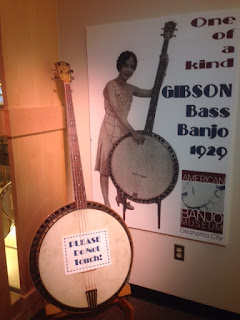 One
of a
kind
GIBSON
Bass
Banjo
1929
AMERICAN
BANJO
MUSEUM
Oklahoma City
PLEASE
Do Not
Touch!